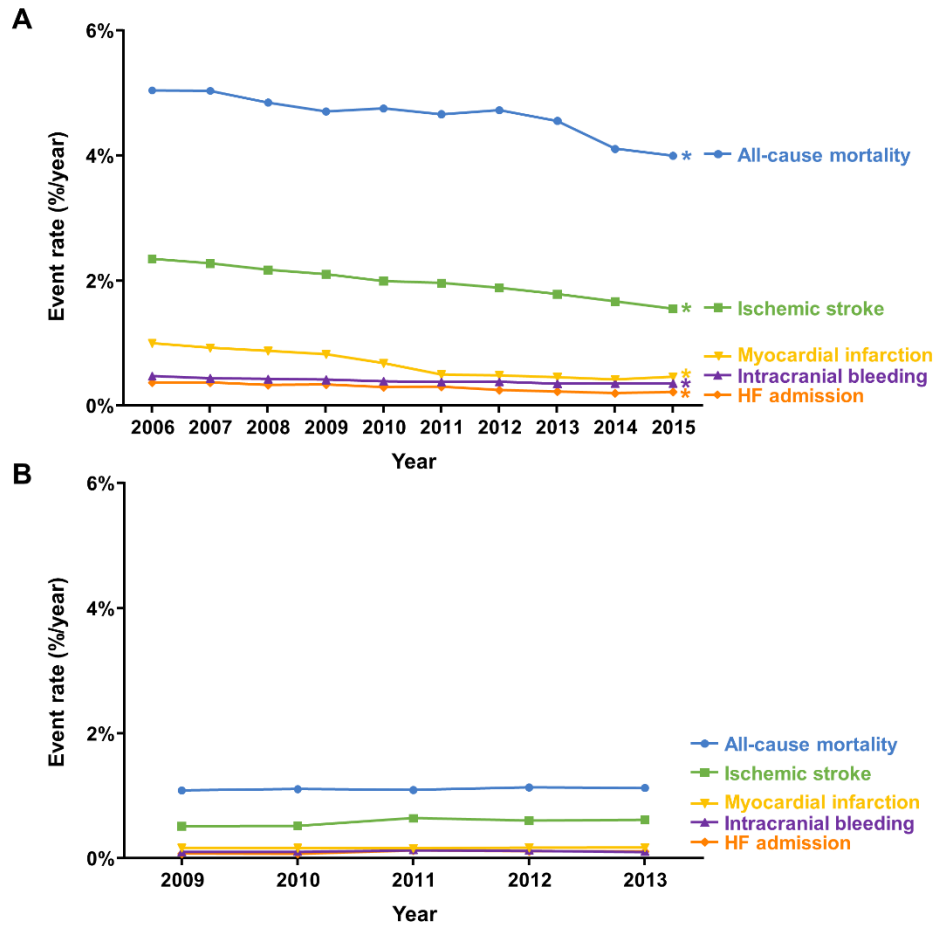 A
6%
4%
2%
0%
Event rate (%/year)
* All-cause mortality
* Ischemic stroke
Myocardial infarction
* Intracranial bleeding
* HF admission
*
2006 2007 2008 2009 2010 2011 2012 2013 2014 2015
Year
B
6%
4%
2%
0%
Event rate (%/year)
All-cause mortality
Ischemic stroke
Myocardial infarction
Intracranial bleeding
HF admission
2009 2010 2011 2012 2013
Year